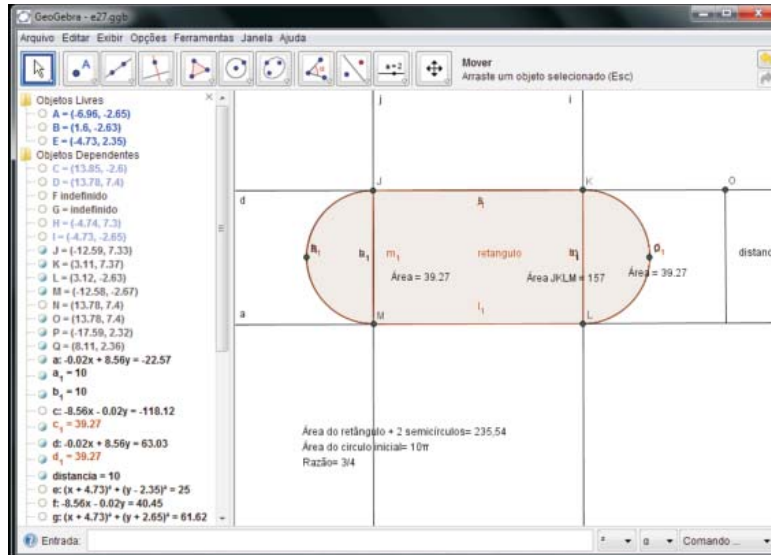 GeoGebra - e27.ggb
Arquivo Editar Exibir Opções Ferramentas Janela Ajuda
A
a=2
Mover
Arraste um objeto selecionado (Esc)
Objetos Livres
A = (-6.96, -2.65)
B = (1.6, -2.63)
E = (-4.73, 2.35)
Objetos Dependentes
C = (13.85, -2.6)
D = (13.78, 7.4)
F indefinido
G = indefinido
H = (-4.74, 7.3)
I = (-4.73, -2.65)
J = (-12.59, 7.33)
K = (3.11, 7.37)
L = (3.12, -2.63)
M = (-12.58, -2.67)
N = (13.78, 7.4)
O = (13.78, 7.4)
P = (-17.59, 2.32)
Q = (8.11, 2.36)
a: -0.02x + 8.56y = -22.57
a₁ = 10
b₁ = 10
c: -8.56x - 0.02y = -118.12
c₁ = 39.27
d: -0.02x + 8.56y = 63.03
d₁ = 39.27
distancia = 10
e: (x + 4.73)² + (y - 2.35)² = 25
f: -8.56x - 0.02y = 40.45
g: (x + 4.73)² + (y + 2.65)² = 61.62
j
i
J
K
O
d
b₁
m₁
retangulo
distanc
Área = 39.27
Área JKLM = 157
Área = 39.27
l₁
a
M
L
Área do retângulo + 2 semicírculos= 235,54
Área do circulo inicial= 10π
Razão= 3/4
Entrada:
²
α
Comando ...